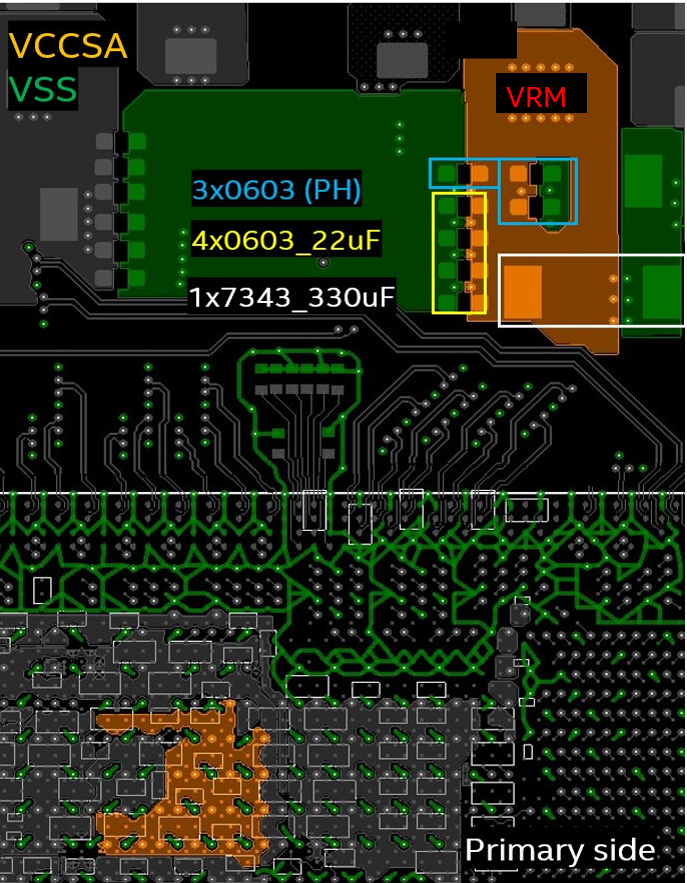 VCCSA
VSS
VRM
3x0603 (PH)
4x0603_22uF
1x7343_330uF
Primary side